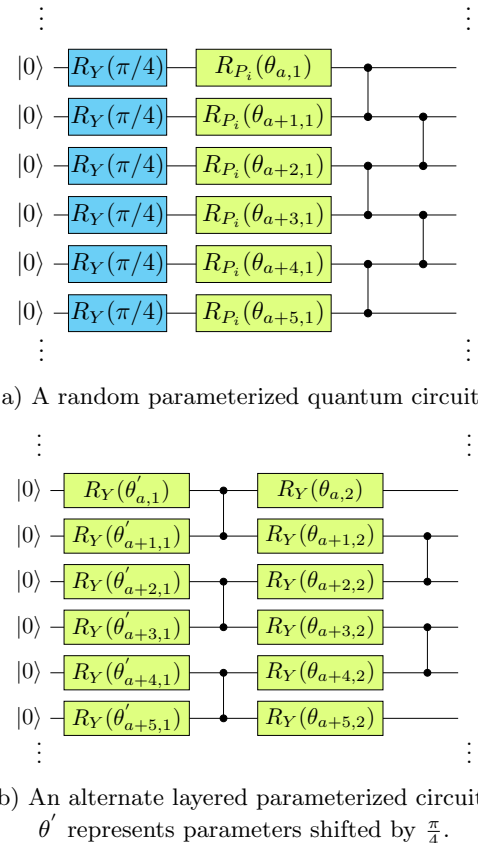 ⋮ ⋮
|0⟩ R_Y(π/4) R_{P_i}(θ_{a,1})
|0⟩ R_Y(π/4) R_{P_i}(θ_{a+1,1})
|0⟩ R_Y(π/4) R_{P_i}(θ_{a+2,1})
|0⟩ R_Y(π/4) R_{P_i}(θ_{a+3,1})
|0⟩ R_Y(π/4) R_{P_i}(θ_{a+4,1})
|0⟩ R_Y(π/4) R_{P_i}(θ_{a+5,1})
⋮ ⋮
a) A random parameterized quantum circuit
⋮ ⋮
|0⟩ R_Y(θ^'_{a,1}) R_Y(θ_{a,2})
|0⟩ R_Y(θ^'_{a+1,1}) R_Y(θ_{a+1,2})
|0⟩ R_Y(θ^'_{a+2,1}) R_Y(θ_{a+2,2})
|0⟩ R_Y(θ^'_{a+3,1}) R_Y(θ_{a+3,2})
|0⟩ R_Y(θ^'_{a+4,1}) R_Y(θ_{a+4,2})
|0⟩ R_Y(θ^'_{a+5,1}) R_Y(θ_{a+5,2})
⋮ ⋮
b) An alternate layered parameterized circuit
θ^' represents parameters shifted by π/4.